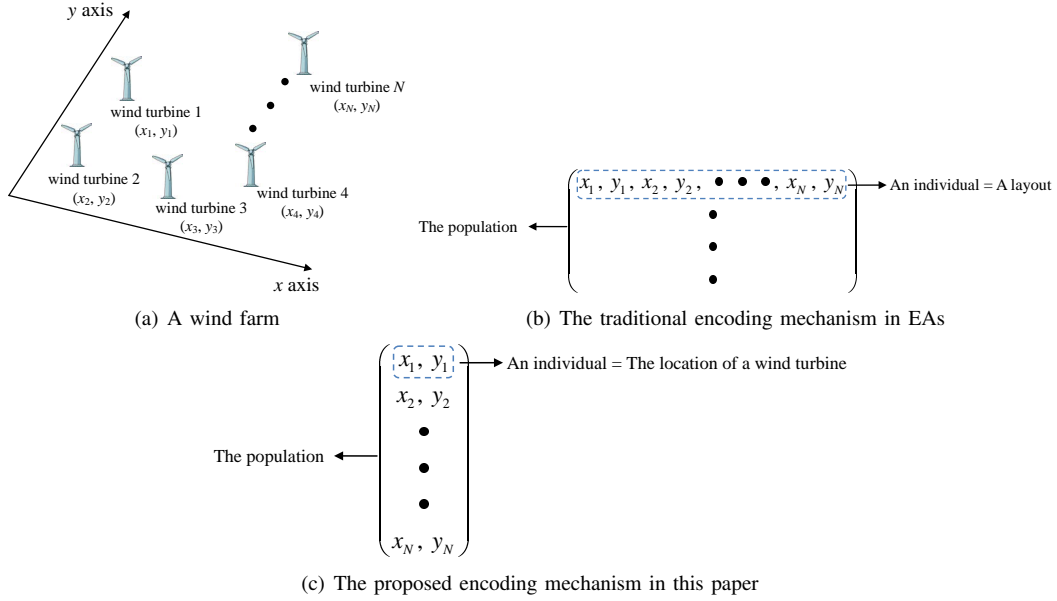 y axis
wind turbine 1
(x1, y1)
wind turbine 2
(x2, y2)
wind turbine 3
(x3, y3)
wind turbine 4
(x4, y4)
wind turbine N
(xN, yN)
x axis
(a) A wind farm
x1, y1, x2, y2, • • •, xN, yN
An individual = A layout
The population
(b) The traditional encoding mechanism in EAs
x1, y1
An individual = The location of a wind turbine
x2, y2
The population
xN, yN
(c) The proposed encoding mechanism in this paper